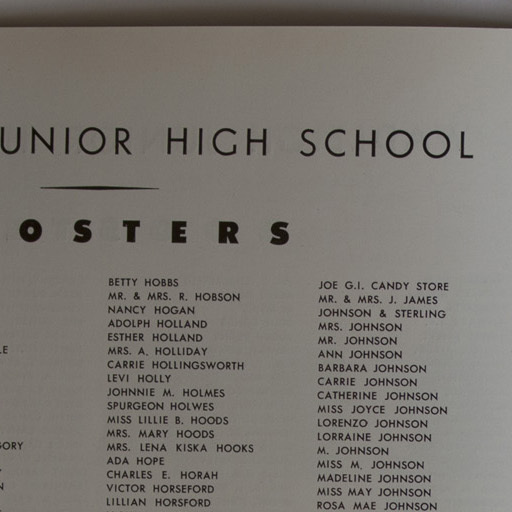 UNIOR HIGH SCHOOL
OSTERS
BETTY HOBBS
MR. & MRS. R. HOBSON
NANCY HOGAN
ADOLPH HOLLAND
ESTHER HOLLAND
MRS. A. HOLLIDAY
CARRIE HOLLINGSWORTH
LEVI HOLLY
JOHNNIE M. HOLMES
SPURGEON HOLWES
MISS LILLIE B. HOODS
MRS. MARY HOODS
MRS. LENA KISKA HOOKS
ADA HOPE
CHARLES E. HORAH
VICTOR HORSEFORD
LILLIAN HORSFORD
JOE G.I. CANDY STORE
MR. & MRS. J. JAMES
JOHNSON & STERLING
MRS. JOHNSON
MR. JOHNSON
ANN JOHNSON
BARBARA JOHNSON
CARRIE JOHNSON
CATHERINE JOHNSON
MISS JOYCE JOHNSON
LORENZO JOHNSON
LORRAINE JOHNSON
M. JOHNSON
MISS M. JOHNSON
MADELINE JOHNSON
MISS MAY JOHNSON
ROSA MAE JOHNSON